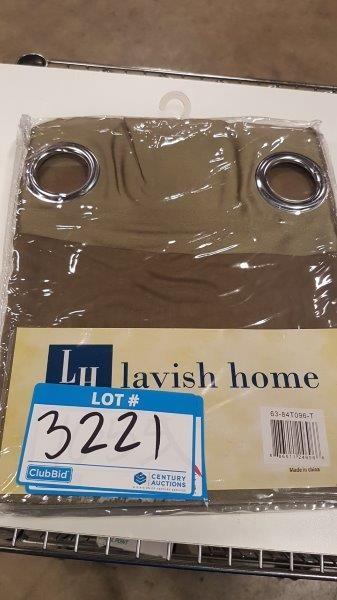 LH lavish home
LOT #
3221
ClubBid
CENTURY
AUCTIONS
63-84T096-T
Made in china